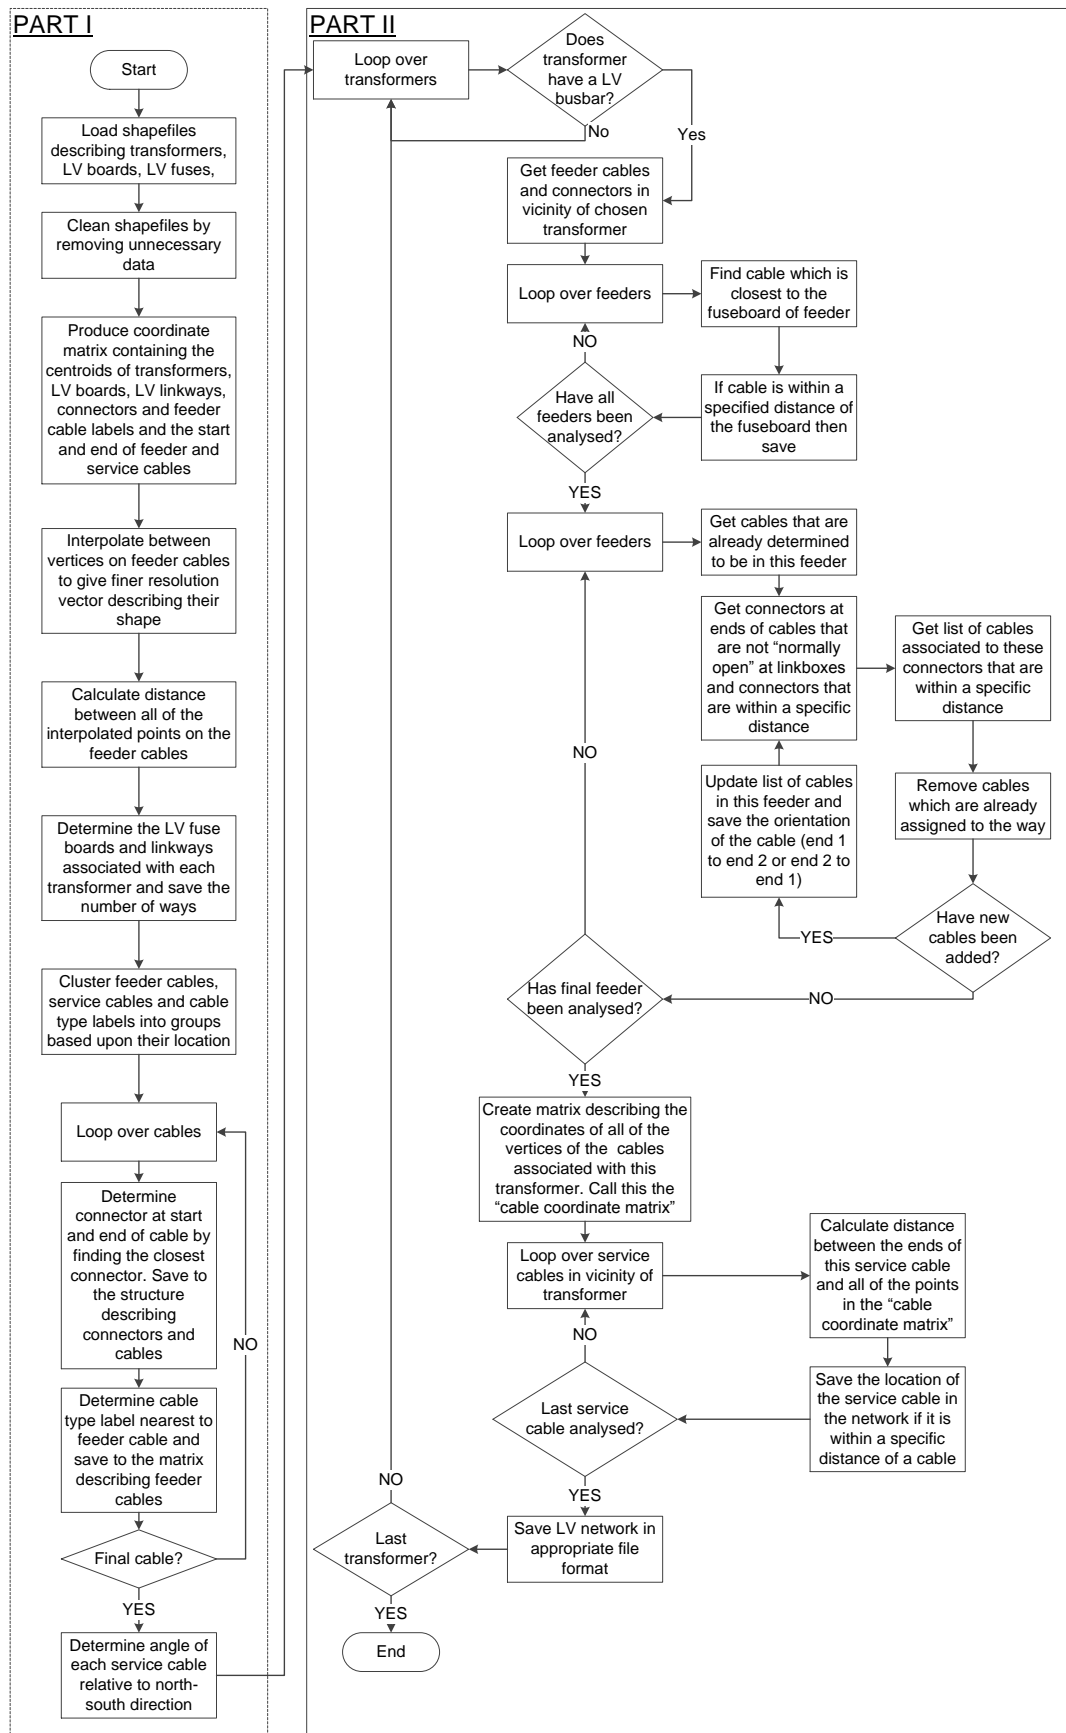 PART I
Start
Load shapefiles
describing transformers,
LV boards, LV fuses,
Clean shapefiles by
removing unnecessary
data
Produce coordinate
matrix containing the
centroids of transformers,
LV boards, LV linkways,
connectors and feeder
cable labels and the start
and end of feeder and
service cables
Interpolate between
vertices on feeder cables
to give finer resolution
vector describing their
shape
Calculate distance
between all of the
interpolated points on the
feeder cables
Determine the LV fuse
boards and linkways
associated with each
transformer and save the
number of ways
Cluster feeder cables,
service cables and cable
type labels into groups
based upon their location
Loop over cables
Determine
connector at start
and end of cable by
finding the closest
connector. Save to
the structure
describing
connectors and
cables
NO
Determine cable
type label nearest to
feeder cable and
save to the matrix
describing feeder
cables
Final cable?
YES
Determine angle of
each service cable
relative to north-
south direction
PART II
Loop over
transformers
Does
transformer
have a LV
busbar?
No
Yes
Get feeder cables
and connectors in
vicinity of chosen
transformer
Loop over feeders
Find cable which is
closest to the
fuseboard of feeder
NO
Have all
feeders been
analysed?
If cable is within a
specified distance of
the fuseboard then
save
YES
Loop over feeders
Get cables that are
already determined
to be in this feeder
Get connectors at
ends of cables that
are not “normally
open” at linkboxes
and connectors that
are within a specific
distance
Get list of cables
associated to these
connectors that are
within a specific
distance
NO
Update list of cables
in this feeder and
save the orientation
of the cable (end 1
to end 2 or end 2 to
end 1)
Remove cables
which are already
assigned to the way
YES
Have new
cables been
added?
Has final feeder
been analysed?
NO
YES
Create matrix describing the
coordinates of all of the
vertices of the cables
associated with this
transformer. Call this the
“cable coordinate matrix”
Loop over service
cables in vicinity of
transformer
Calculate distance
between the ends of
this service cable
and all of the points
in the “cable
coordinate matrix”
NO
Last service
cable analysed?
Save the location of
the service cable in
the network if it is
within a specific
distance of a cable
YES
NO
Save LV network in
appropriate file
format
Last
transformer?
YES
End